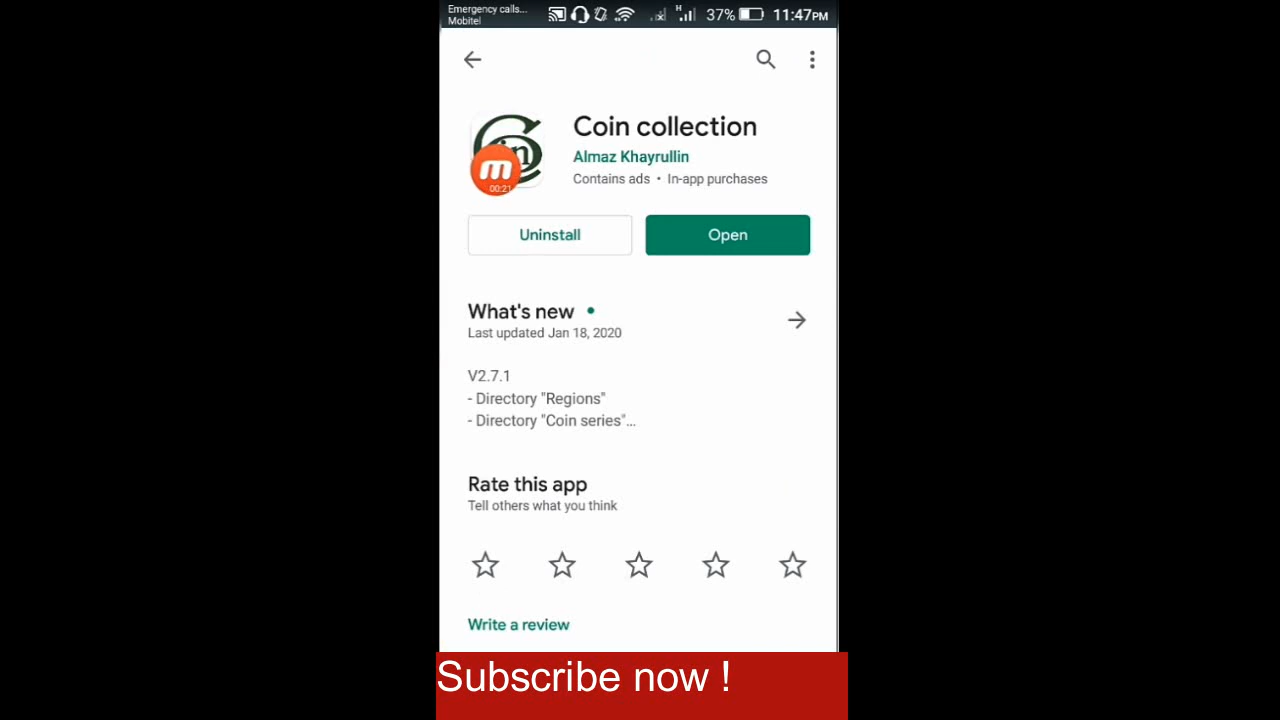 Emergency calls...
Mobitel
37% 11:47PM
Coin collection
Almaz Khayrullin
Contains ads • In-app purchases
in
m
00:21
Uninstall
Open
What's new
Last updated Jan 18, 2020
V2.7.1
- Directory "Regions"
- Directory "Coin series"...
Rate this app
Tell others what you think
Write a review
Subscribe now !